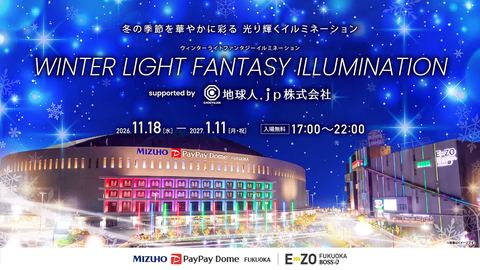 冬の季節を華やかに彩る 光り輝くイルミネーション
ウィンターライトファンタジーイルミネーション
WINTER LIGHT FANTASY ILLUMINATION
supported by 地球人.jp株式会社
2026.11.18［水］— 2027.1.11［月・祝］ 入場無料 17:00〜22:00
MIZUHO PayPay Dome FUKUOKA
E・ZO
MIZUHO PayPay Dome FUKUOKA | E・ZO FUKUOKA BOSS・J